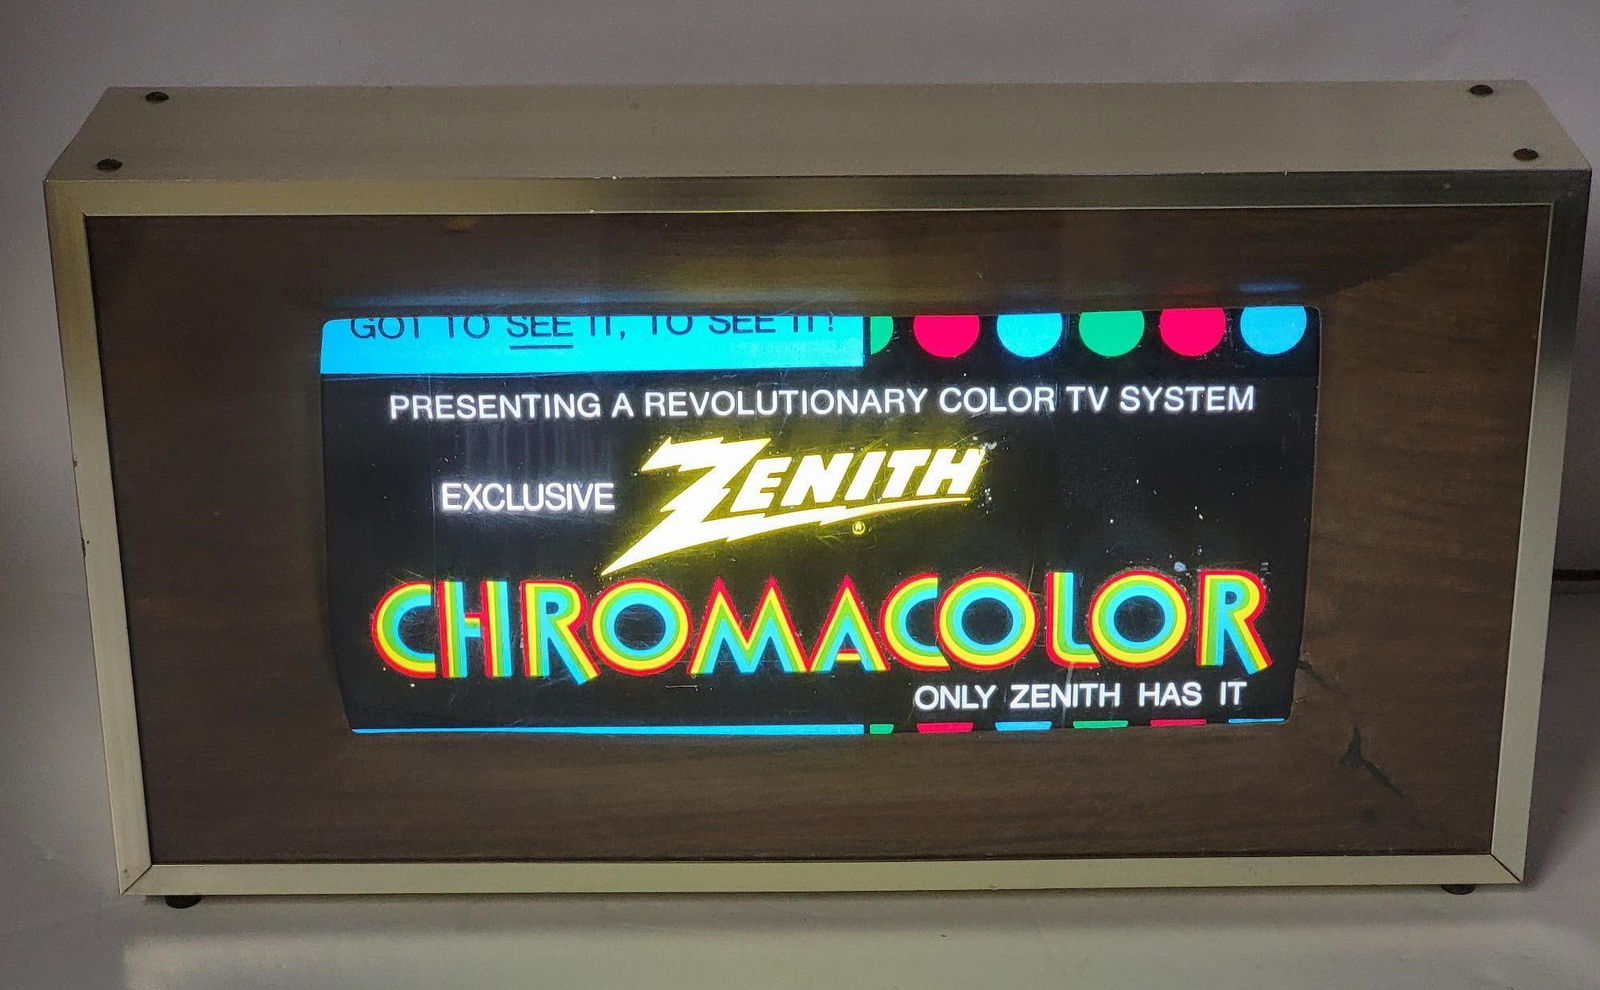 GOT TO SEE IT, TO SEE IT!
PRESENTING A REVOLUTIONARY COLOR TV SYSTEM
EXCLUSIVE ZENITH ®
CHROMACOLOR
ONLY ZENITH HAS IT